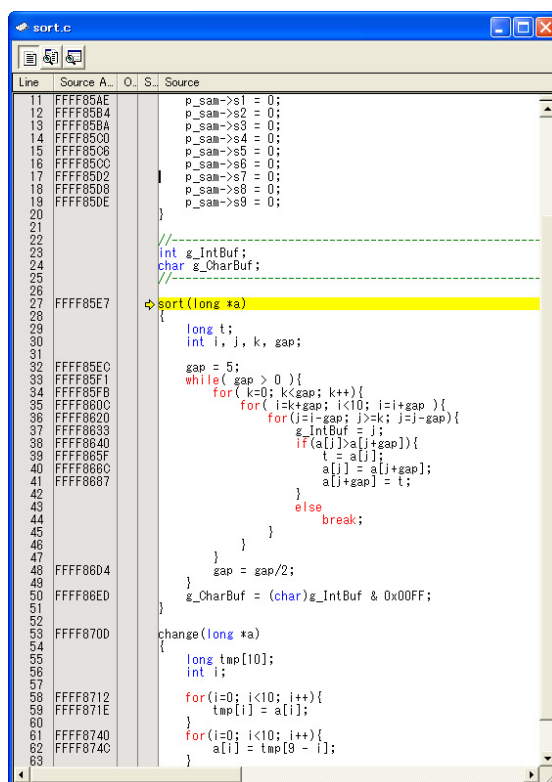 sort.c
Line Source A... O.. S.. Source
11 FFFF85AE p_sam->s1 = 0;
12 FFFF85B4 p_sam->s2 = 0;
13 FFFF85BA p_sam->s3 = 0;
14 FFFF85C0 p_sam->s4 = 0;
15 FFFF85C6 p_sam->s5 = 0;
16 FFFF85CC p_sam->s6 = 0;
17 FFFF85D2 p_sam->s7 = 0;
18 FFFF85D8 p_sam->s8 = 0;
19 FFFF85DE p_sam->s9 = 0;
20 }
21
22 //--------------------------------------------------
23 int g_IntBuf;
24 char g_CharBuf;
25 //--------------------------------------------------
26
27 FFFF85E7 sort(long *a)
28 {
29 long t;
30 int i, j, k, gap;
31
32 FFFF85EC gap = 5;
33 FFFF85F1 while( gap > 0 ){
34 FFFF85FB for( k=0; k<gap; k++){
35 FFFF860C for( i=k+gap; i<10; i=i+gap ){
36 FFFF8620 for(j=i-gap; j>=k; j=j-gap){
37 FFFF8633 g_IntBuf = j;
38 FFFF8640 if(a[j]>a[j+gap]){
39 FFFF865F t = a[j];
40 FFFF866C a[j] = a[j+gap];
41 FFFF8687 a[j+gap] = t;
42 }
43 else
44 break;
45 }
46 }
47 }
48 FFFF86D4 gap = gap/2;
49 }
50 FFFF86ED g_CharBuf = (char)g_IntBuf & 0x00FF;
51 }
52
53 FFFF870D change(long *a)
54 {
55 long tmp[10];
56 int i;
57
58 FFFF8712 for(i=0; i<10; i++){
59 FFFF871E tmp[i] = a[i];
60 }
61 FFFF8740 for(i=0; i<10; i++){
62 FFFF874C a[i] = tmp[9 - i];
63 }